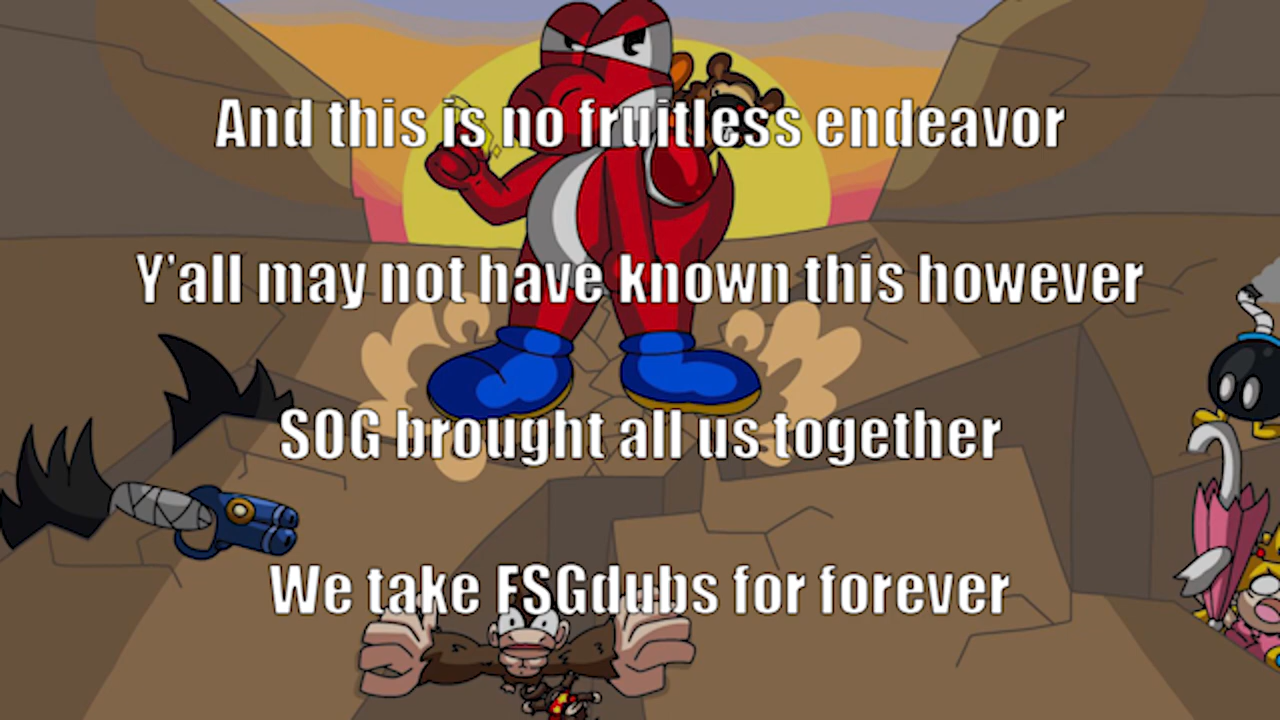 And this is no fruitless endeavor
Y'all may not have known this however
SOG brought all us together
We take FSGdubs for forever